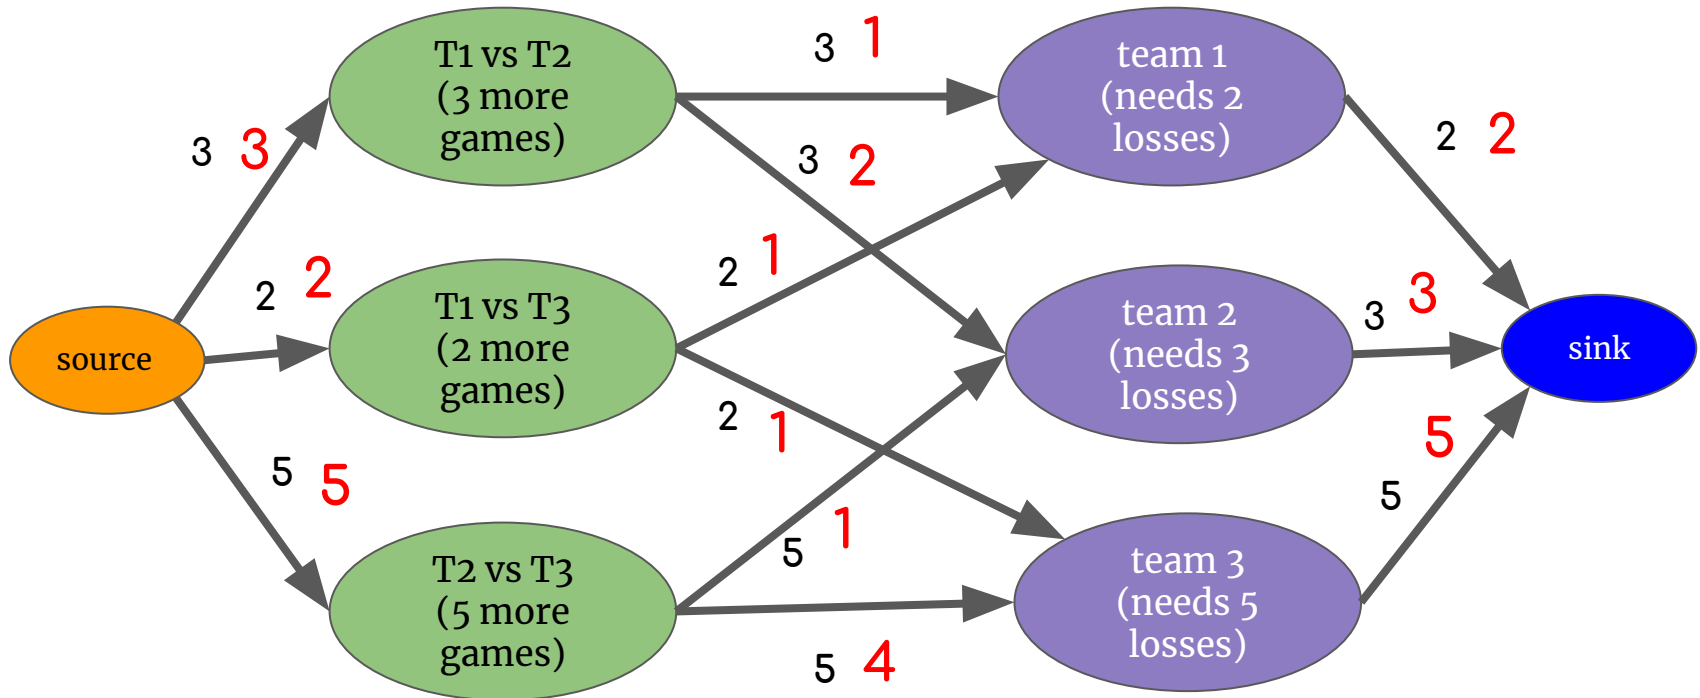 T1 vs T2
(3 more
games)
3 1
team 1
(needs 2
losses)
3 3
3 2
2 2
2 1
2 2
T1 vs T3
(2 more
games)
team 2
(needs 3
losses)
3 3
source
sink
2 1
5 5
5 1
5 5
T2 vs T3
(5 more
games)
team 3
(needs 5
losses)
5 4